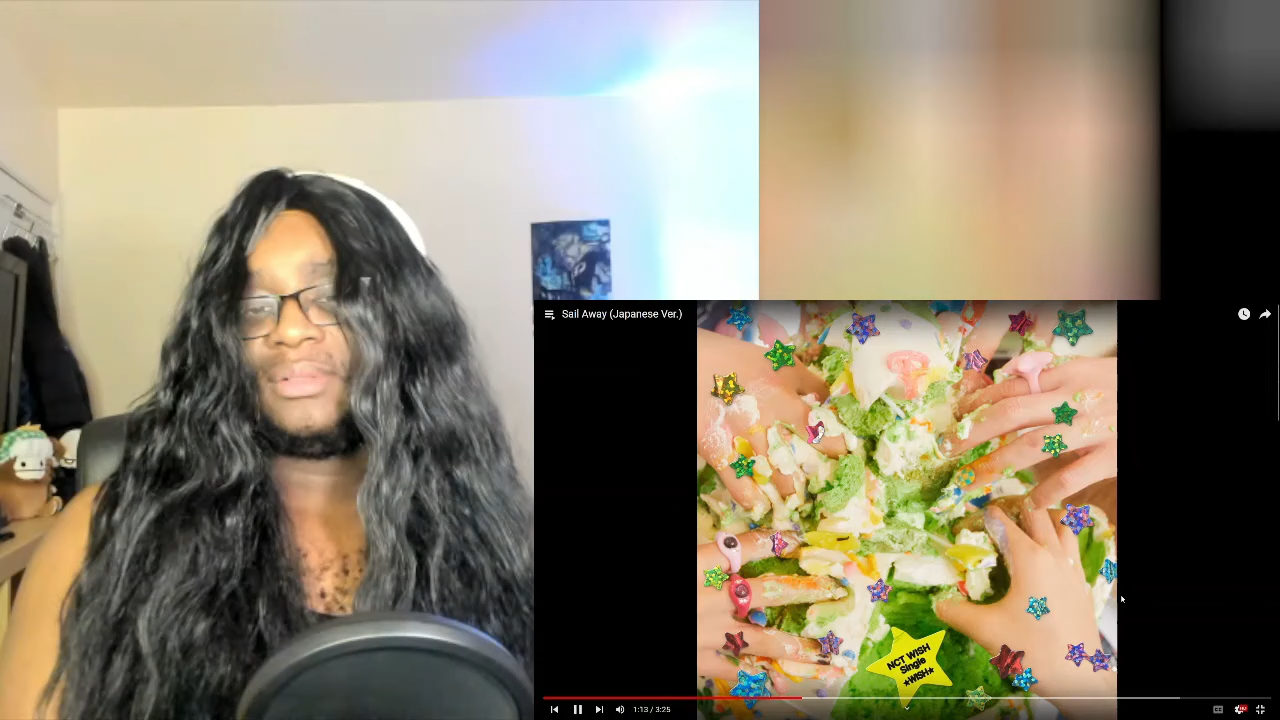 Sail Away (Japanese Ver.)
NCT WISH
Single
★WISH★
1:13 / 3:25